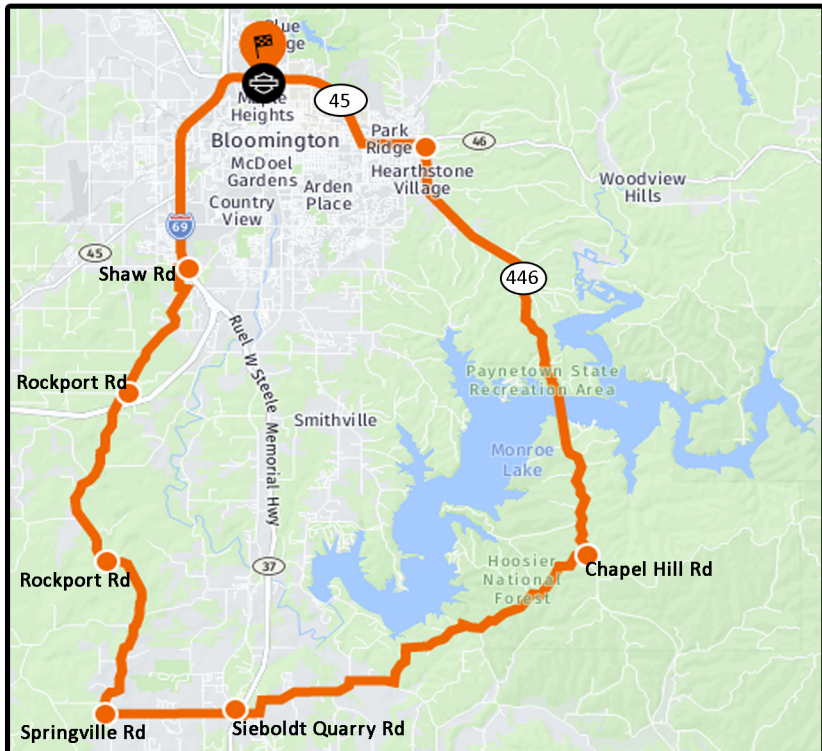 Blue
Ridge
Maple
Heights
45
Park
Ridge
46
Bloomington
McDoel
Gardens
Hearthstone
Village
Arden
Place
Woodview
Hills
Country
View
69
45
Shaw Rd
446
Ruel W Steele Memorial Hwy
Paynetown State
Recreation Area
Rockport Rd
Smithville
Monroe
Lake
37
Hoosier
National
Forest
Chapel Hill Rd
Rockport Rd
Springville Rd
Sieboldt Quarry Rd